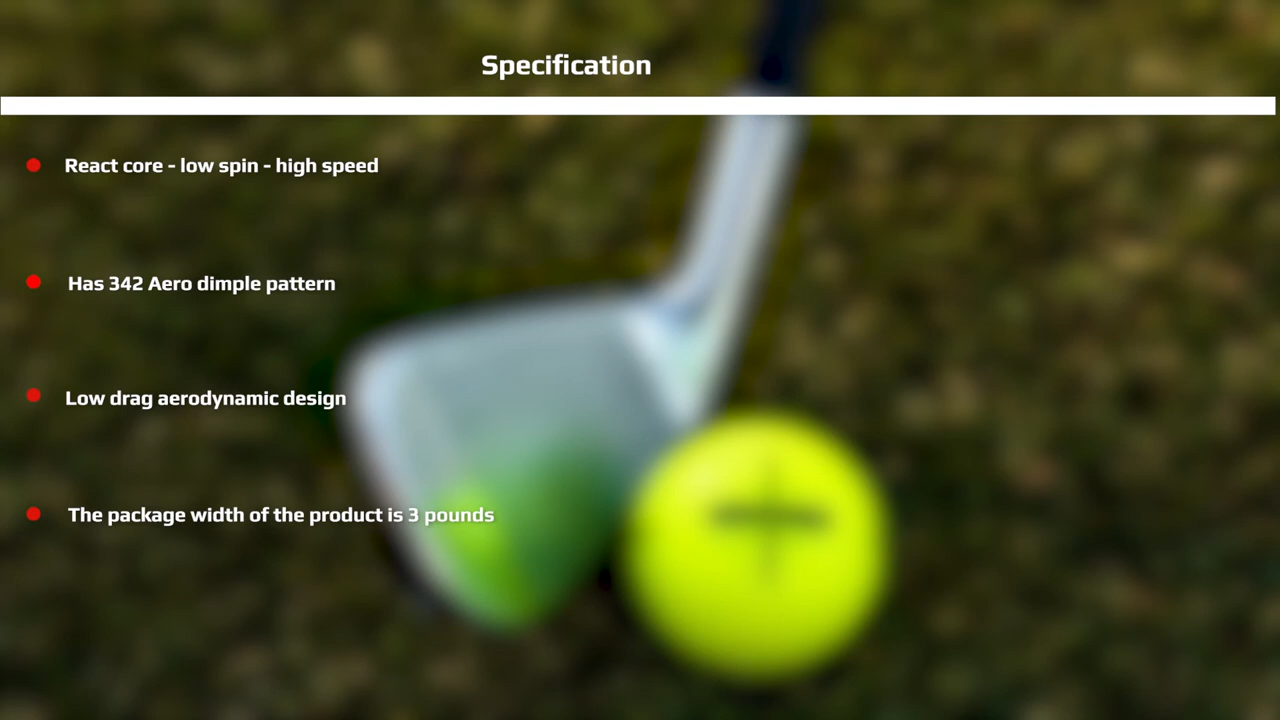 Specification
React core - low spin - high speed
Has 342 Aero dimple pattern
Low drag aerodynamic design
The package width of the product is 3 pounds